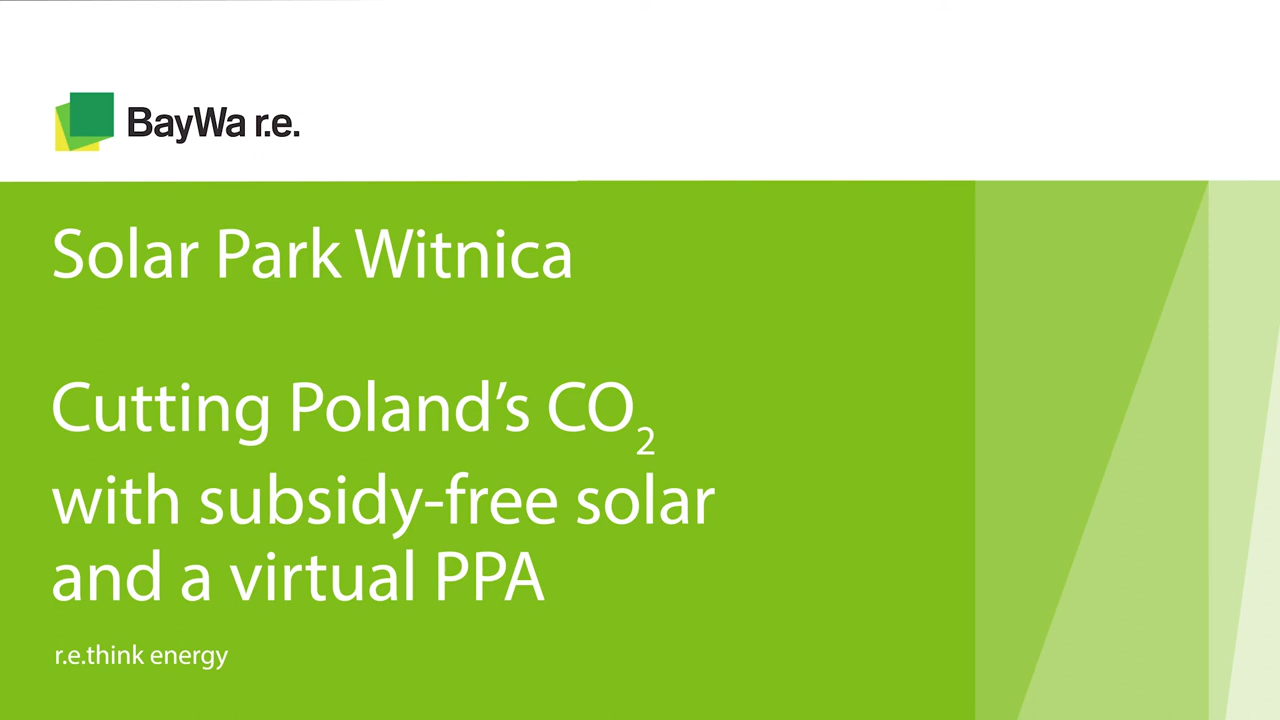 BayWa r.e.
Solar Park Witnica
Cutting Poland’s CO₂
with subsidy-free solar
and a virtual PPA
r.e.think energy